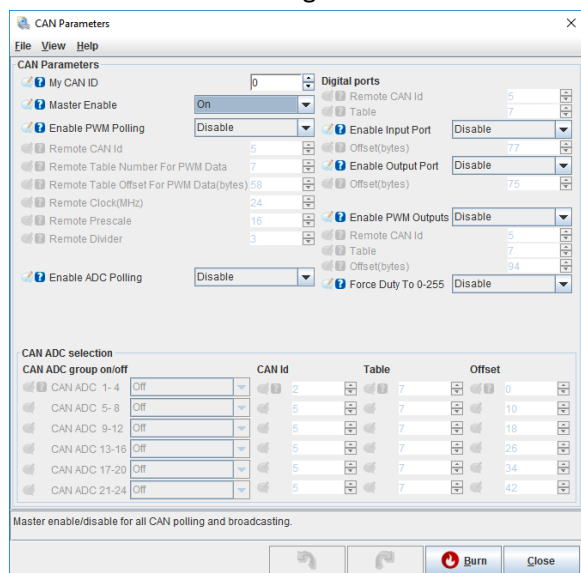 CAN Parameters
File View Help
CAN Parameters
My CAN ID 0
Master Enable On
Enable PWM Polling Disable
Remote CAN Id 5
Remote Table Number For PWM Data 7
Remote Table Offset For PWM Data(bytes) 58
Remote Clock(MHz) 24
Remote Prescale 16
Remote Divider 3
Enable ADC Polling Disable
Digital ports
Remote CAN Id 5
Table 7
Enable Input Port Disable
Offset(bytes) 77
Enable Output Port Disable
Offset(bytes) 75
Enable PWM Outputs Disable
Remote CAN Id 5
Table 7
Offset(bytes) 94
Force Duty To 0-255 Disable
CAN ADC selection
CAN ADC group on/off CAN Id Table Offset
CAN ADC 1- 4 Off 2 7 0
CAN ADC 5- 8 Off 5 7 10
CAN ADC 9-12 Off 5 7 18
CAN ADC 13-16 Off 5 7 26
CAN ADC 17-20 Off 5 7 34
CAN ADC 21-24 Off 5 7 42
Master enable/disable for all CAN polling and broadcasting.
Burn Close